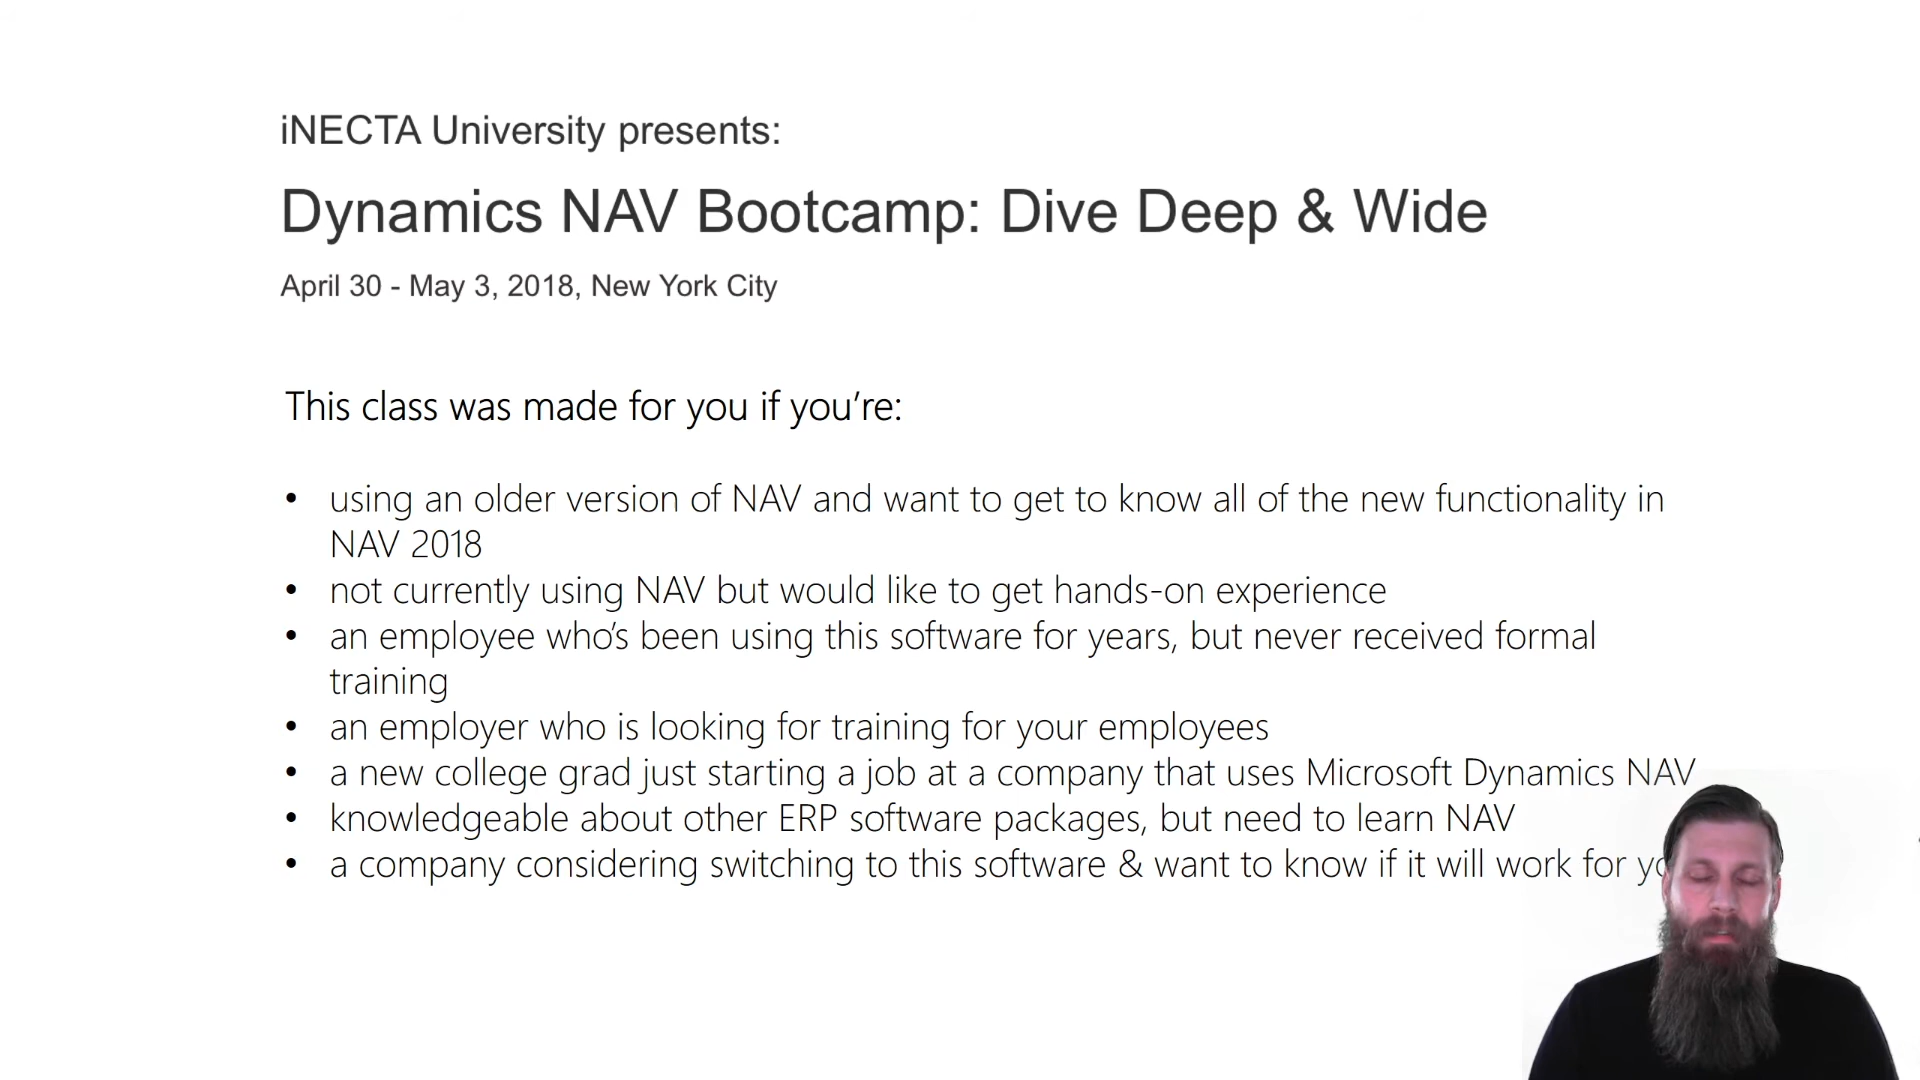 iNECTA University presents:
Dynamics NAV Bootcamp: Dive Deep & Wide
April 30 - May 3, 2018, New York City
This class was made for you if you’re:
• using an older version of NAV and want to get to know all of the new functionality in
NAV 2018
• not currently using NAV but would like to get hands-on experience
• an employee who’s been using this software for years, but never received formal
training
• an employer who is looking for training for your employees
• a new college grad just starting a job at a company that uses Microsoft Dynamics NAV
• knowledgeable about other ERP software packages, but need to learn NAV
• a company considering switching to this software & want to know if it will work for